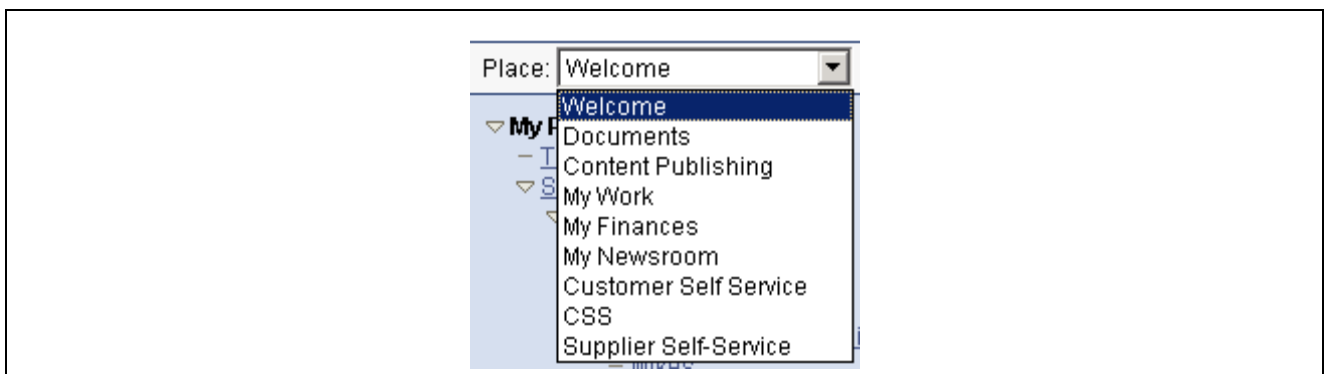 Place: Welcome
Welcome
My
Documents
Content Publishing
My Work
My Finances
My Newsroom
Customer Self Service
CSS
Supplier Self-Service